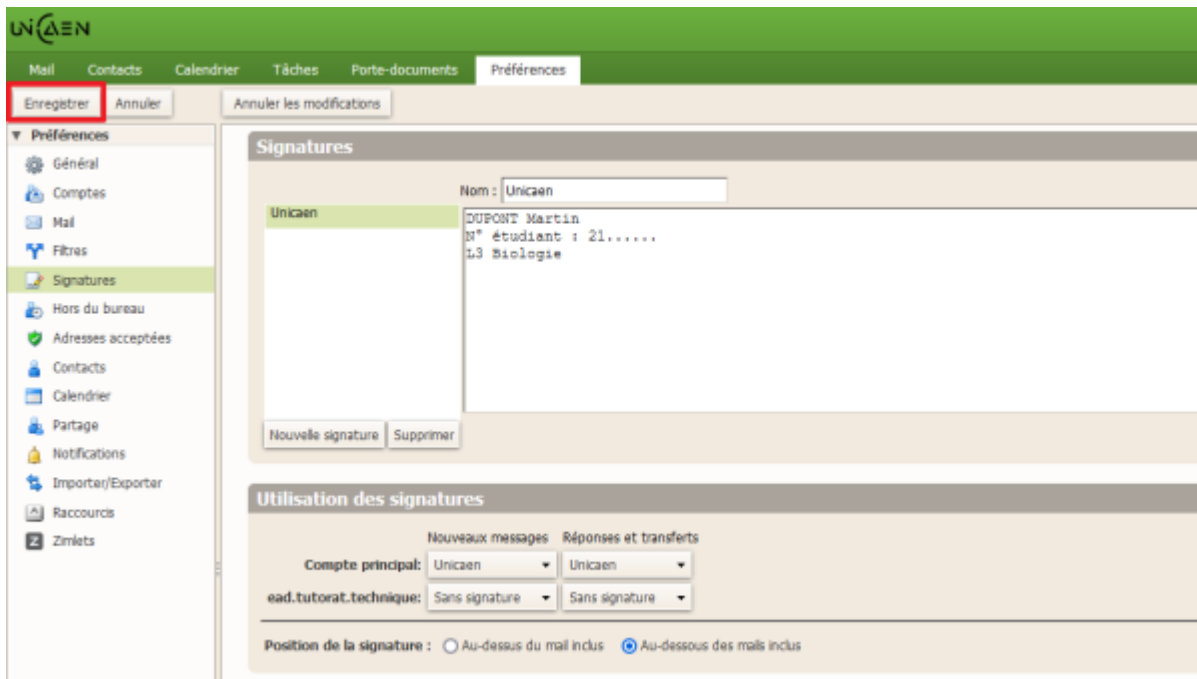 UNICAEN
Mail Contacts Calendrier Tâches Porte-documents Préférences
Enregistrer Annuler Annuler les modifications
Préférences
Général
Comptes
Mail
Filtres
Signatures
Hors du bureau
Adresses acceptées
Contacts
Calendrier
Partage
Notifications
Importer/Exporter
Raccourcis
Zimlets
Signatures
Nom : Unicaen
Unicaen
DUPONT Martin
N° étudiant : 21......
L3 Biologie
Nouvelle signature Supprimer
Utilisation des signatures
Nouveaux messages Réponses et transferts
Compte principal: Unicaen Unicaen
ead.tutorat.technique: Sans signature Sans signature
Position de la signature : Au-dessus du mail inclus Au-dessous des mails inclus